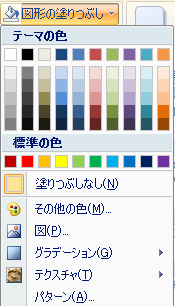 図形の塗りつぶし
テーマの色
標準の色
塗りつぶしなし(N)
その他の色(M)...
図(P)...
グラデーション(G)
テクスチャ(T)
パターン(A)...